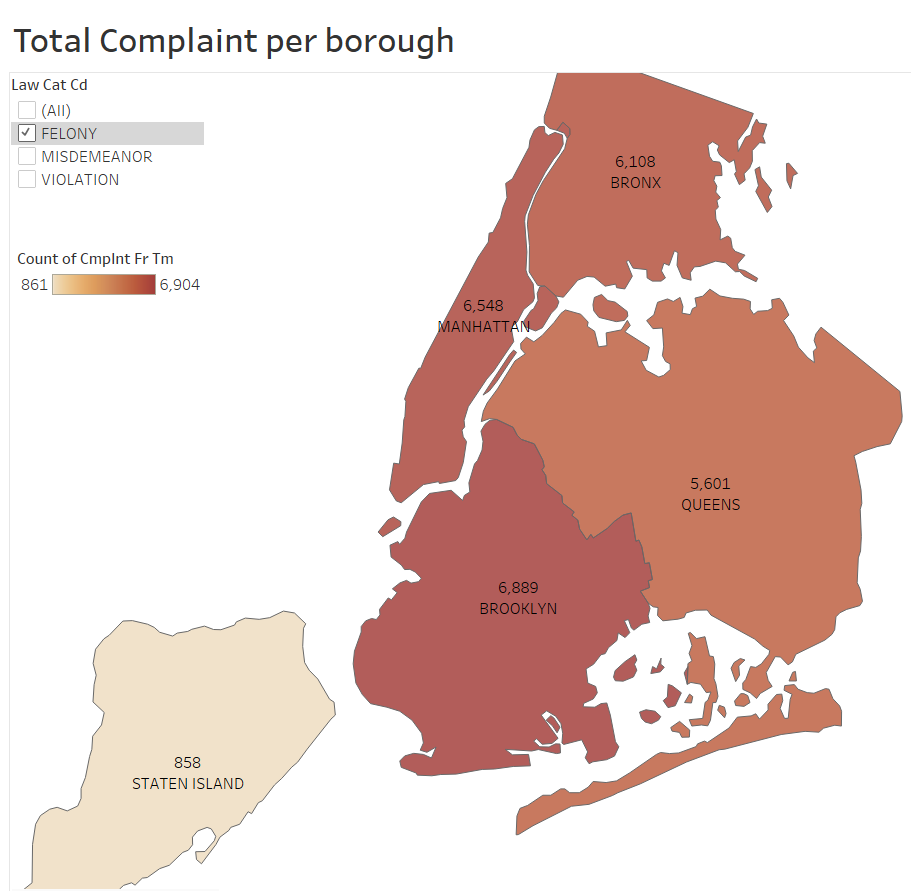 Total Complaint per borough
Law Cat Cd
(All)
FELONY
MISDEMEANOR
VIOLATION
Count of Cmplnt Fr Tm
861 6,904
6,108
BRONX
6,548
MANHATTAN
5,601
QUEENS
6,889
BROOKLYN
858
STATEN ISLAND